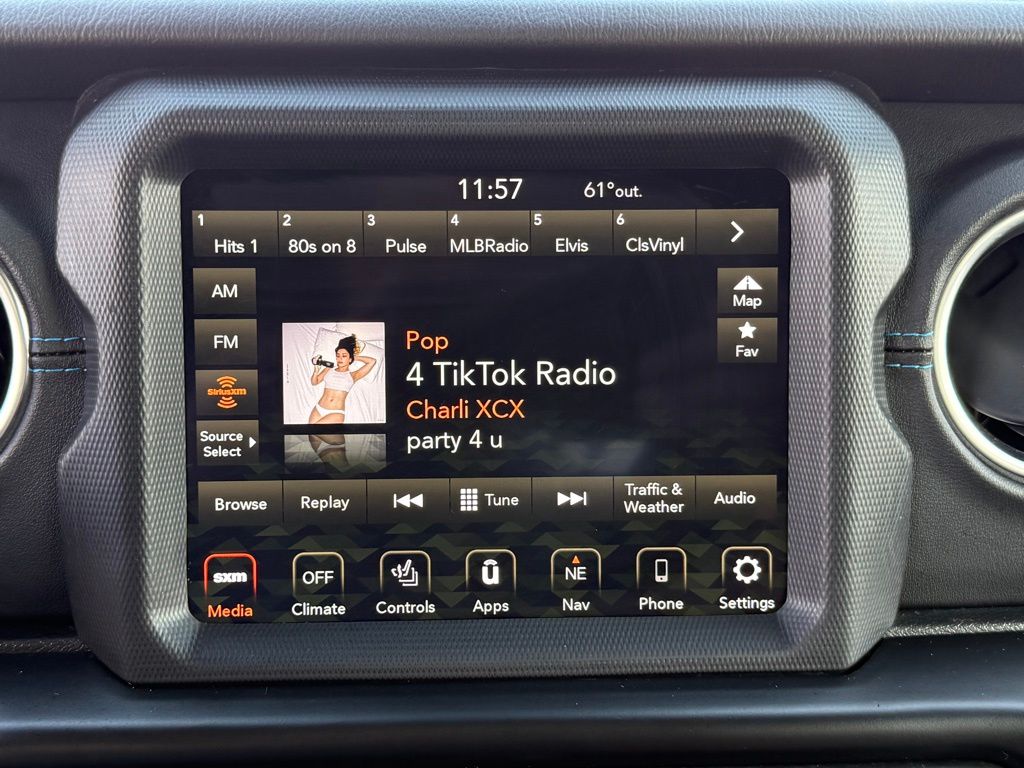 11:57 61°out.
1 Hits 1 2 80s on 8 3 Pulse 4 MLBRadio 5 Elvis 6 ClsVinyl
AM
Map
FM
Fav
SiriusXM
Source
Select
Pop
4 TikTok Radio
Charli XCX
party 4 u
Browse Replay Tune Traffic &
Weather Audio
sxm OFF NE
Media Climate Controls Apps Nav Phone Settings